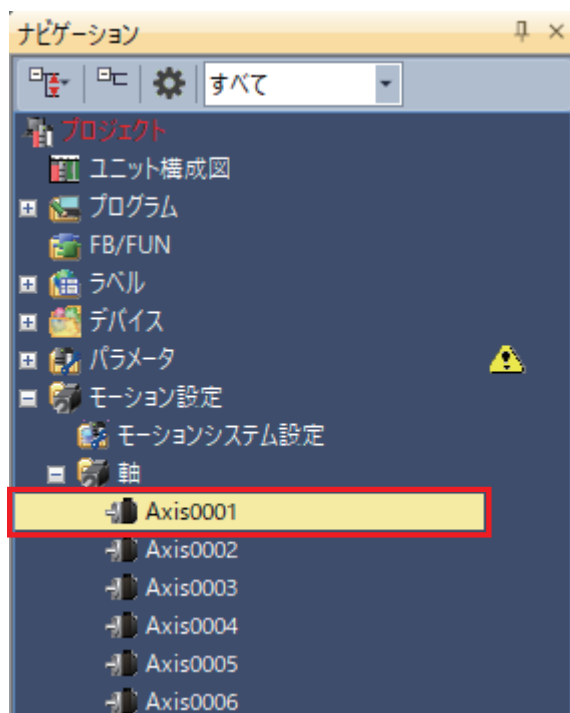 ナビゲーション
すべて
プロジェクト
ユニット構成図
プログラム
FB/FUN
ラベル
デバイス
パラメータ
モーション設定
モーションシステム設定
軸
Axis0001
Axis0002
Axis0003
Axis0004
Axis0005
Axis0006